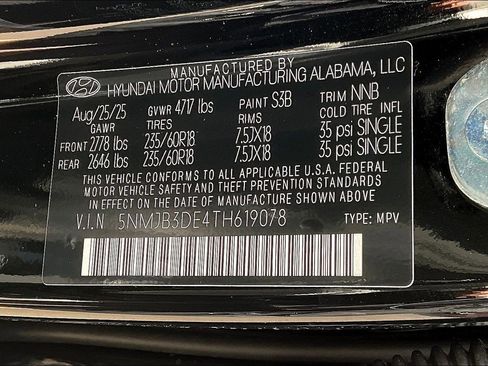 MANUFACTURED BY
HYUNDAI MOTOR MANUFACTURING ALABAMA, LLC
Aug/25/25 GVWR 4717 lbs PAINT S3B TRIM NNB
GAWR TIRES RIMS COLD TIRE INFL
FRONT 2778 lbs 235/60R18 7.5JX18 35 psi SINGLE
REAR 2646 lbs 235/60R18 7.5JX18 35 psi SINGLE
THIS VEHICLE CONFORMS TO ALL APPLICABLE U.S.A. FEDERAL
MOTOR VEHICLE SAFETY AND THEFT PREVENTION STANDARDS
IN EFFECT ON THE DATE OF MANUFACTURE SHOWN ABOVE.
V.I.N 5NMJB3DE4TH619078 TYPE: MPV